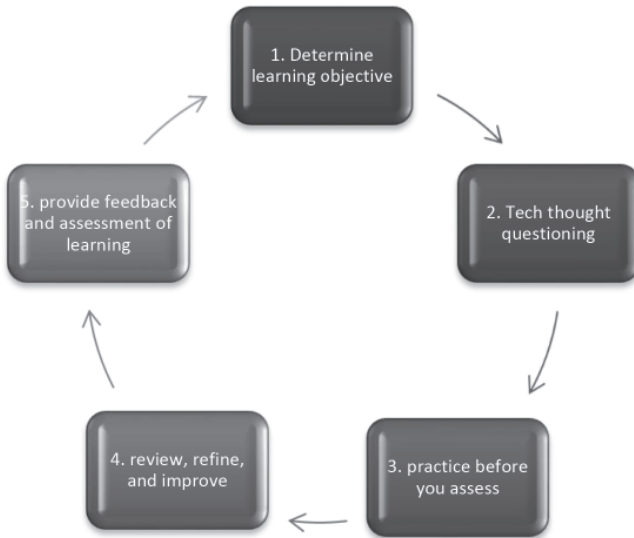 1. Determine
learning objective
2. Tech thought
questioning
3. practice before
you assess
4. review, refine,
and improve
5. provide feedback
and assessment of
learning